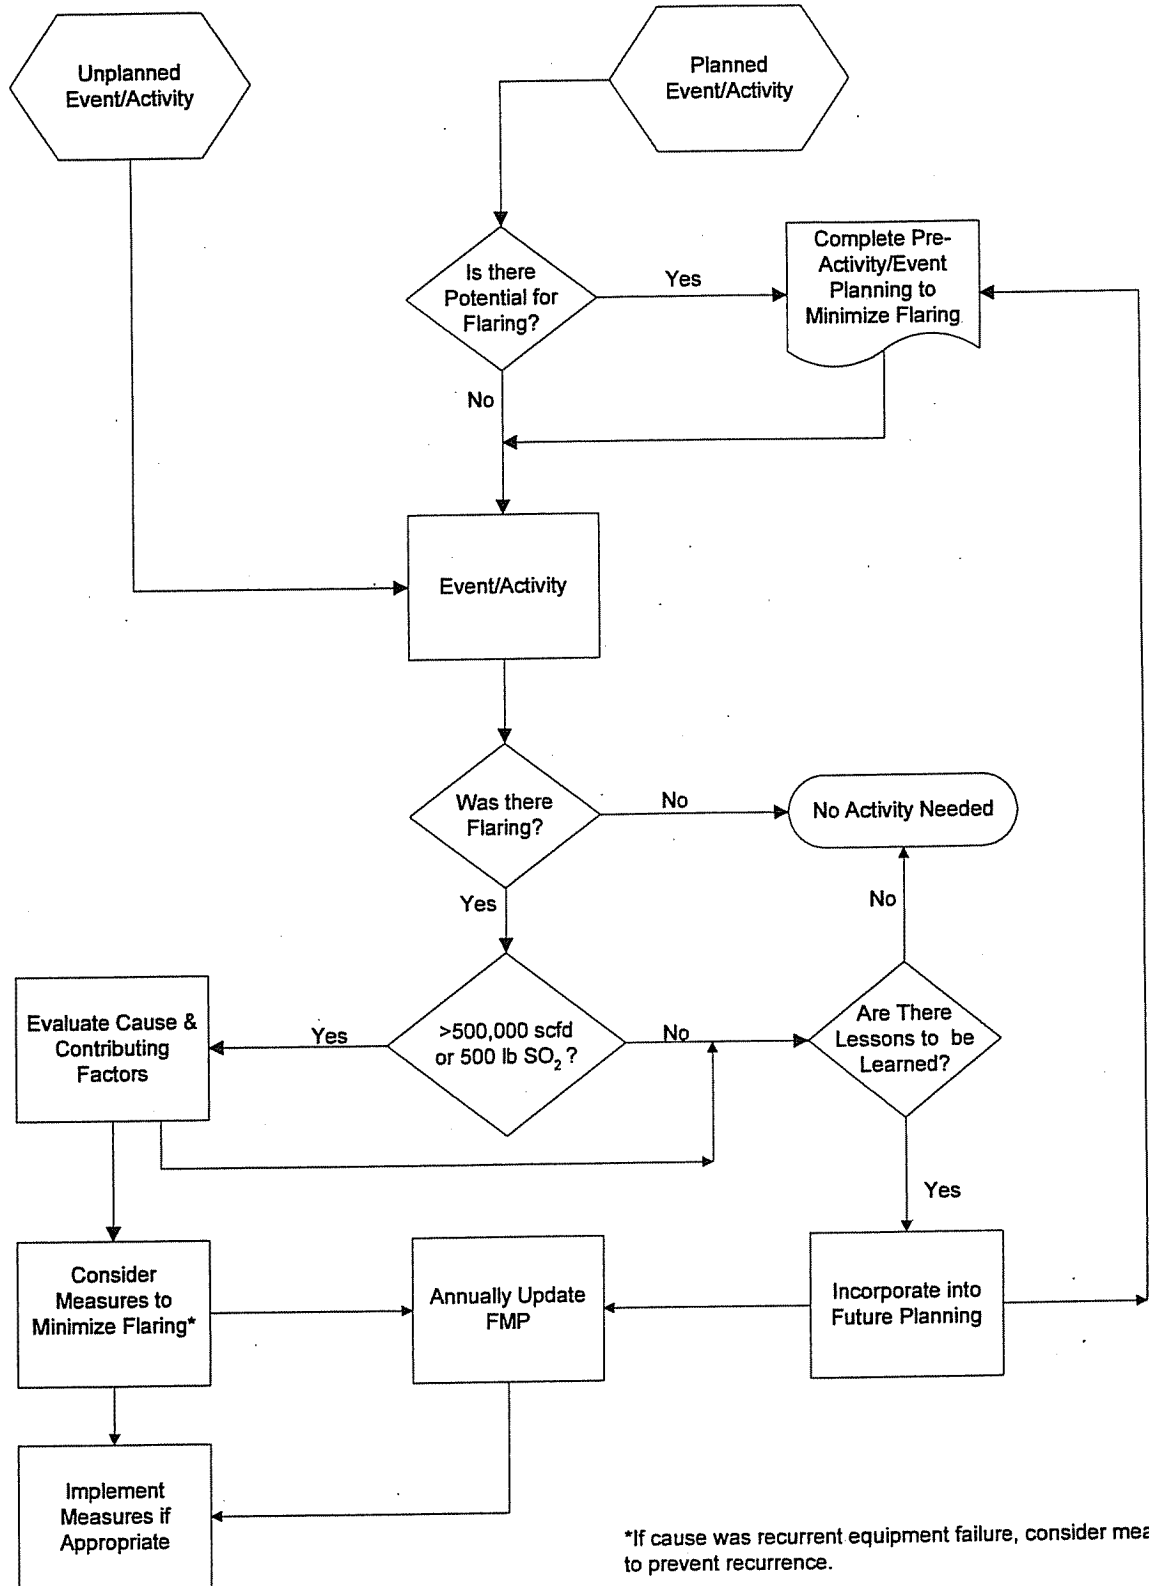 Unplanned
Event/Activity
Planned
Event/Activity
Is there
Potential for
Flaring?
Yes
Complete Pre-
Activity/Event
Planning to
Minimize Flaring
No
Event/Activity
Was there
Flaring?
No
No Activity Needed
Yes
No
Evaluate Cause &
Contributing
Factors
Yes
>500,000 scfd
or 500 lb SO₂ ?
No
Are There
Lessons to be
Learned?
Yes
Consider
Measures to
Minimize Flaring*
Annually Update
FMP
Incorporate into
Future Planning
Implement
Measures if
Appropriate
*If cause was recurrent equipment failure, consider
to prevent recurrence.